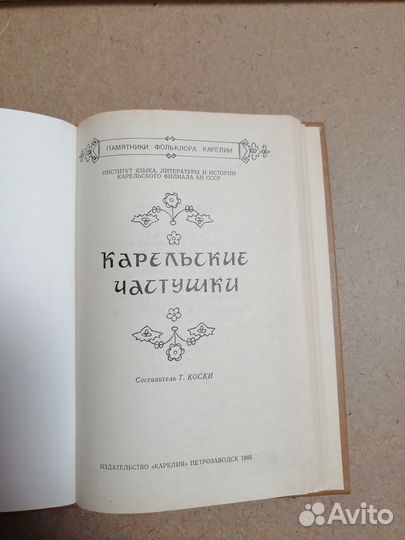 ПАМЯТНИКИ ФОЛЬКЛОРА КАРЕЛИИ
ИНСТИТУТ ЯЗЫКА, ЛИТЕРАТУРЫ И ИСТОРИИ
КАРЕЛЬСКОГО ФИЛИАЛА АН СССР
КАРЕЛЬСКИЕ
ЧАСТУШКИ
Составитель Т. КОСКИ
ИЗДАТЕЛЬСТВО «КАРЕЛИЯ» ПЕТРОЗАВОДСК 1985
Avito